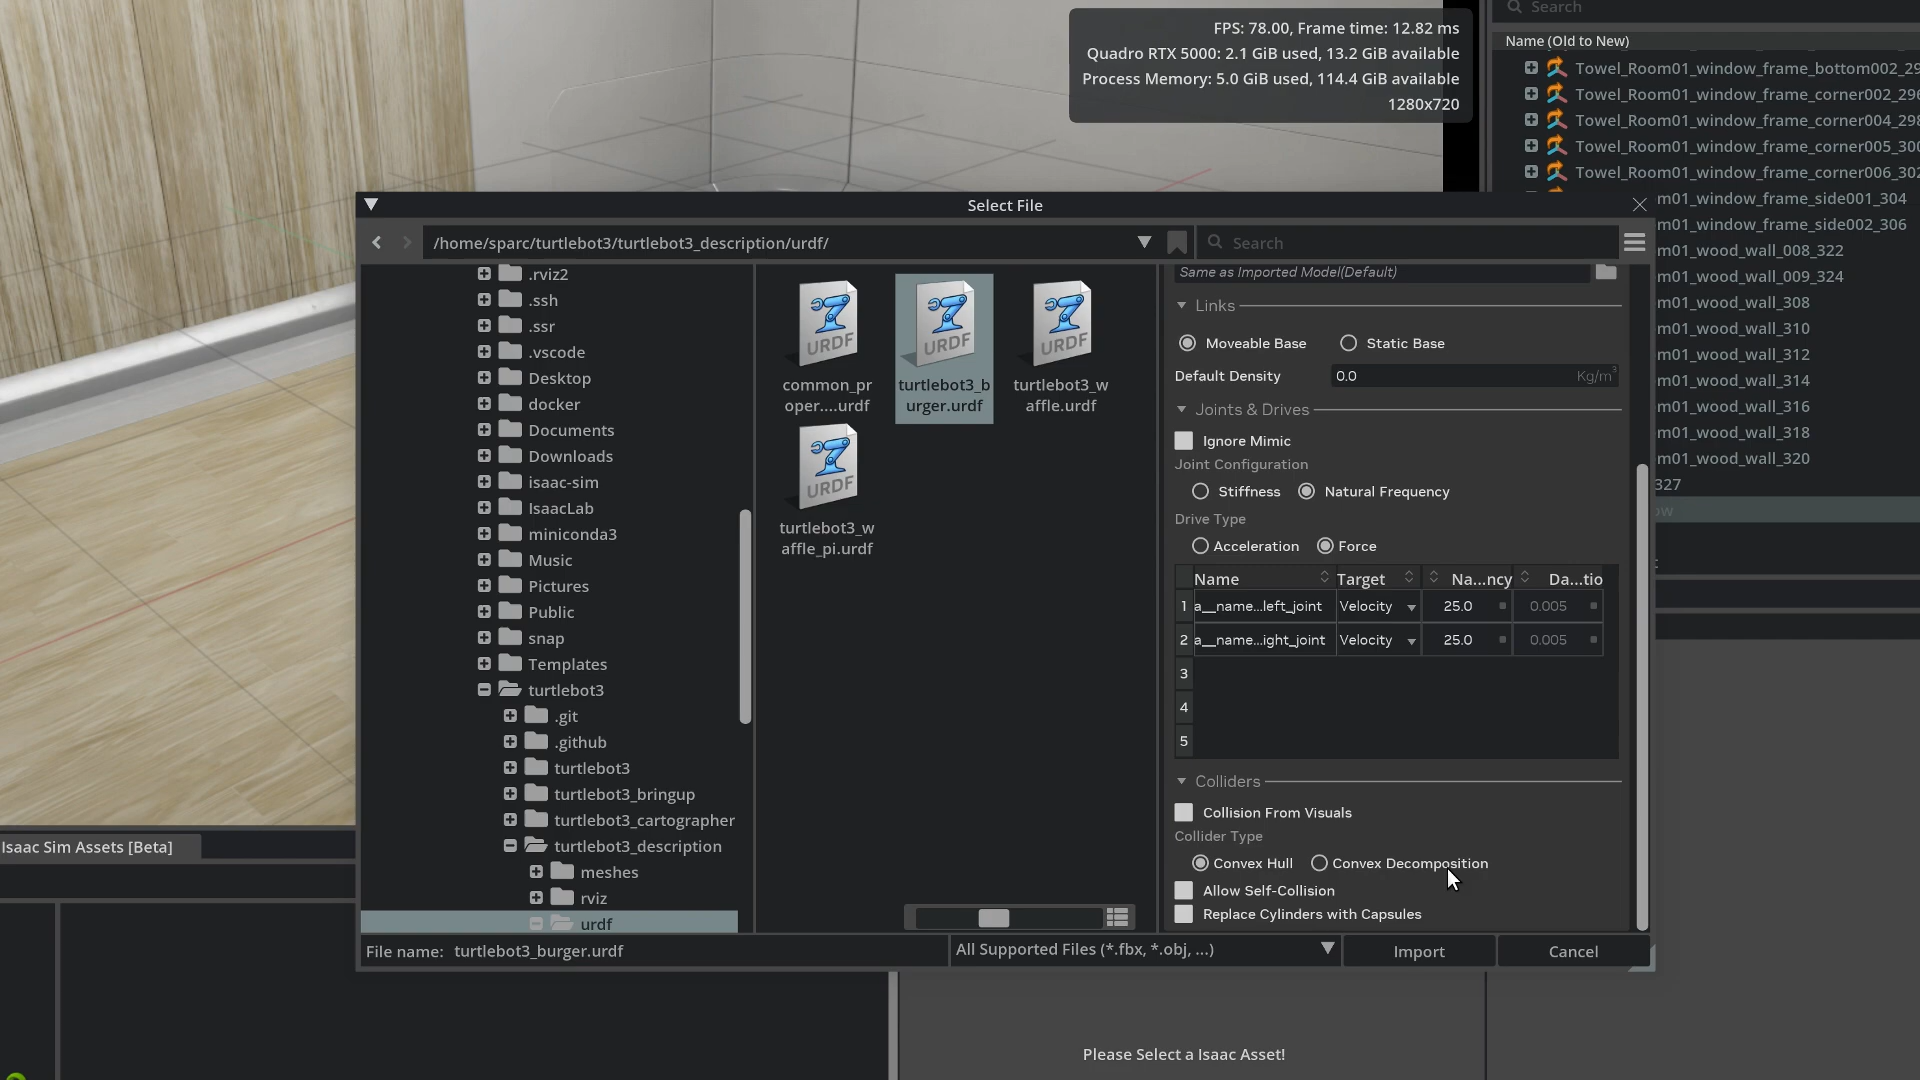 FPS: 78.00, Frame time: 12.82 ms
Quadro RTX 5000: 2.1 GiB used, 13.2 GiB available
Process Memory: 5.0 GiB used, 114.4 GiB available
1280x720
Search
Name (Old to New)
Towel_Room01_window_frame_bottom002_29
Towel_Room01_window_frame_corner002_296
Towel_Room01_window_frame_corner004_298
Towel_Room01_window_frame_corner005_300
Towel_Room01_window_frame_corner006_302
m01_window_frame_side001_304
m01_window_frame_side002_306
m01_wood_wall_008_322
m01_wood_wall_009_324
m01_wood_wall_308
m01_wood_wall_310
m01_wood_wall_312
m01_wood_wall_314
m01_wood_wall_316
m01_wood_wall_318
m01_wood_wall_320
327
ow
Select File
/home/sparc/turtlebot3/turtlebot3_description/urdf/
Search
.rviz2
.ssh
.ssr
.vscode
Desktop
docker
Documents
Downloads
isaac-sim
IsaacLab
miniconda3
Music
Pictures
Public
snap
Templates
turtlebot3
.git
.github
turtlebot3
turtlebot3_bringup
turtlebot3_cartographer
turtlebot3_description
meshes
rviz
urdf
URDF
common_pr
oper....urdf
URDF
turtlebot3_b
urger.urdf
URDF
turtlebot3_w
affle.urdf
URDF
turtlebot3_w
affle_pi.urdf
Same as Imported Model(Default)
Links
Moveable Base Static Base
Default Density 0.0 Kg/m3
Joints & Drives
Ignore Mimic
Joint Configuration
Stiffness Natural Frequency
Drive Type
Acceleration Force
Name Target Na...ncy Da...tio
1 a__name...left_joint Velocity 25.0 0.005
2 a__name...ight_joint Velocity 25.0 0.005
3
4
5
Colliders
Collision From Visuals
Collider Type
Convex Hull Convex Decomposition
Allow Self-Collision
Replace Cylinders with Capsules
File name: turtlebot3_burger.urdf
All Supported Files (*.fbx, *.obj, ...)
Import
Cancel
Isaac Sim Assets [Beta]
Please Select a Isaac Asset!